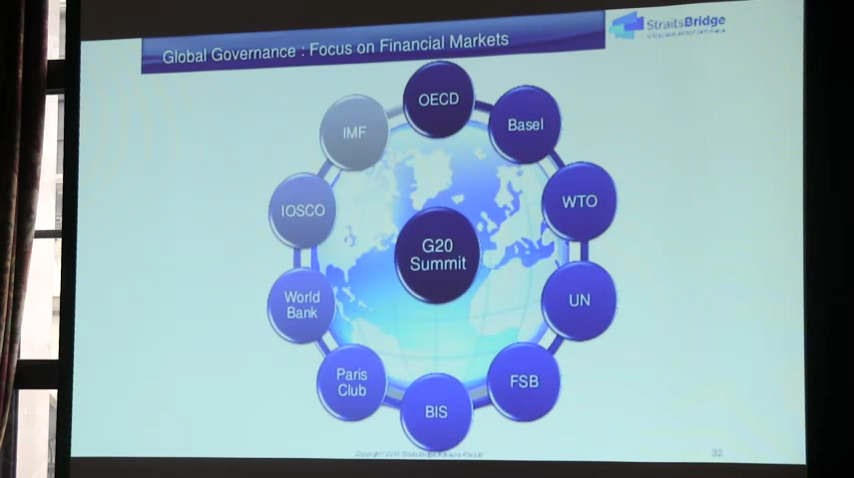 Global Governance : Focus on Financial Markets
StraitsBridge
OECD
IMF
Basel
IOSCO
WTO
G20
Summit
World
Bank
UN
Paris
Club
FSB
BIS
32